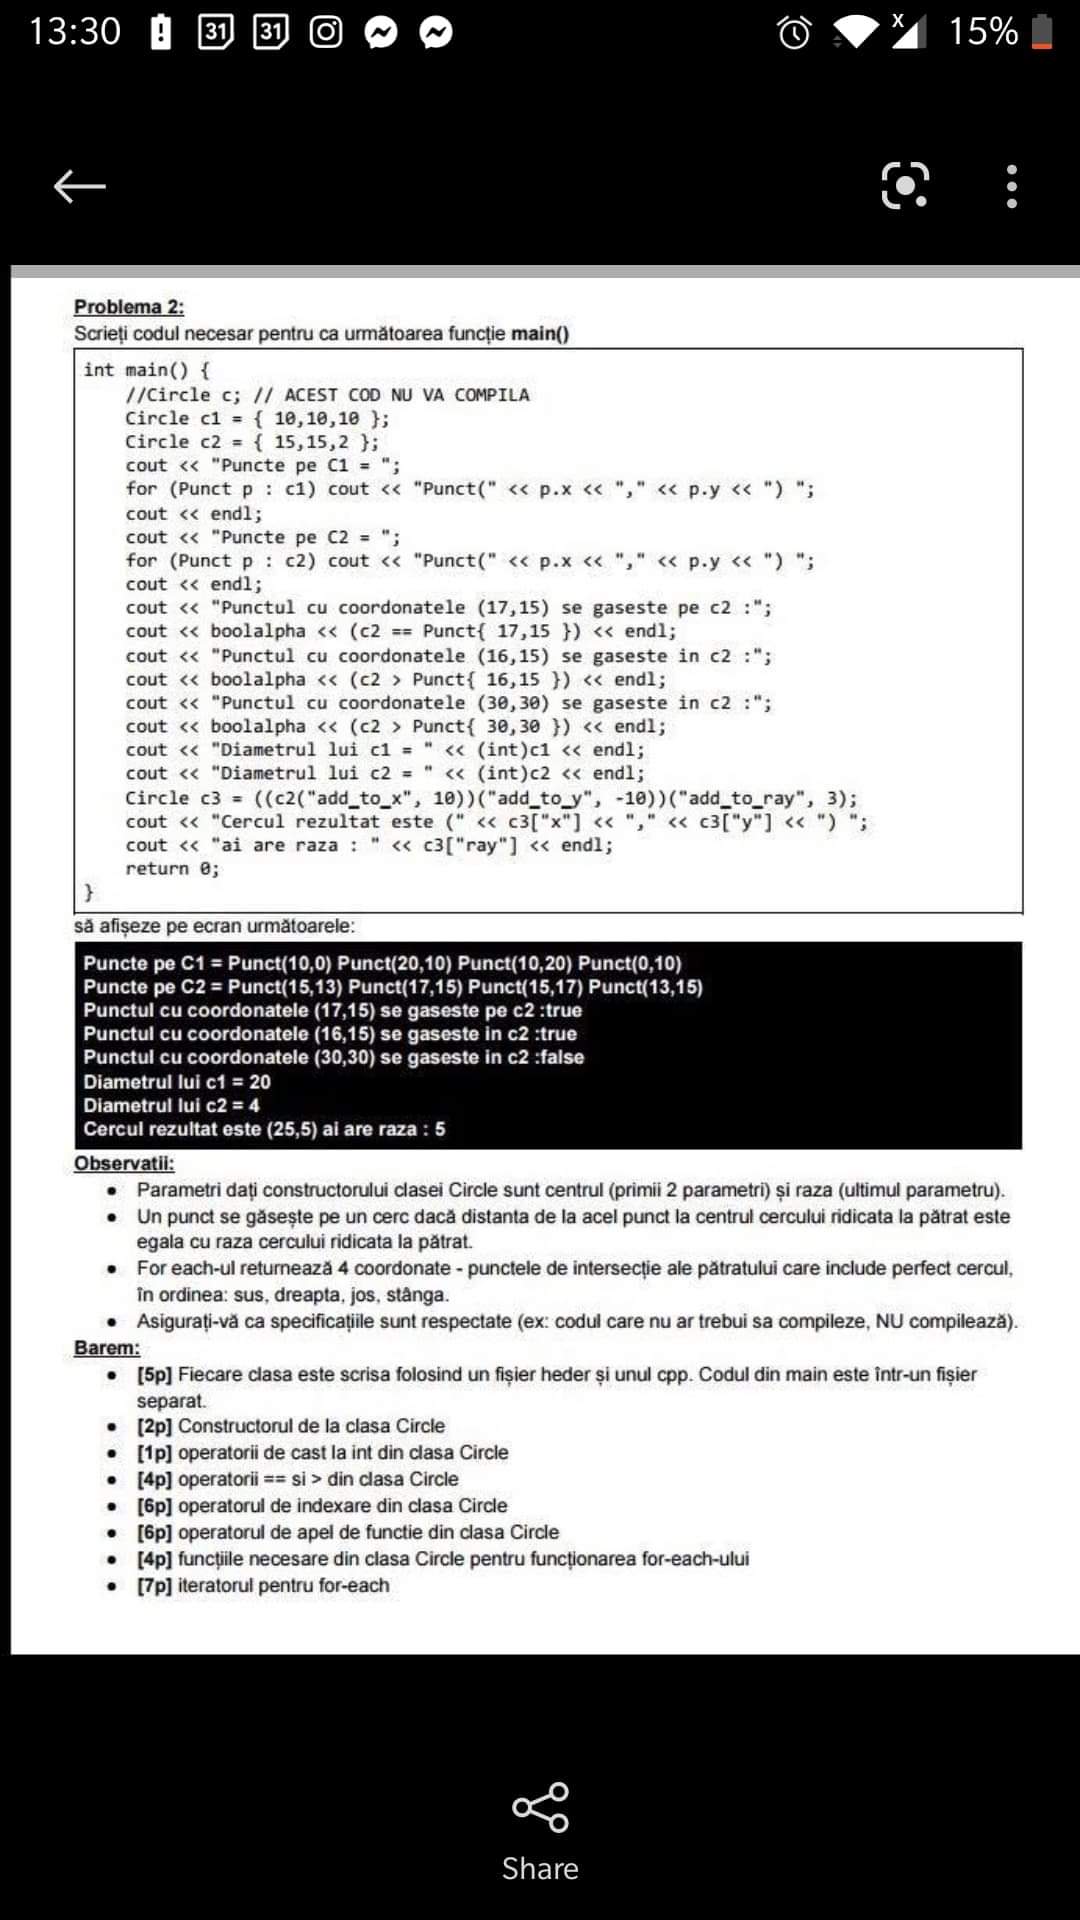 13:30 31 31 X 15%
Problema 2:
Scrieți codul necesar pentru ca următoarea funcție main()
int main() {
    //Circle c; // ACEST COD NU VA COMPILA
    Circle c1 = { 10,10,10 };
    Circle c2 = { 15,15,2 };
    cout << "Puncte pe C1 = ";
    for (Punct p : c1) cout << "Punct(" << p.x << "," << p.y << ") ";
    cout << endl;
    cout << "Puncte pe C2 = ";
    for (Punct p : c2) cout << "Punct(" << p.x << "," << p.y << ") ";
    cout << endl;
    cout << "Punctul cu coordonatele (17,15) se gaseste pe c2 :";
    cout << boolalpha << (c2 == Punct{ 17,15 }) << endl;
    cout << "Punctul cu coordonatele (16,15) se gaseste in c2 :";
    cout << boolalpha << (c2 > Punct{ 16,15 }) << endl;
    cout << "Punctul cu coordonatele (30,30) se gaseste in c2 :";
    cout << boolalpha << (c2 > Punct{ 30,30 }) << endl;
    cout << "Diametrul lui c1 = " << (int)c1 << endl;
    cout << "Diametrul lui c2 = " << (int)c2 << endl;
    Circle c3 = ((c2("add_to_x", 10))("add_to_y", -10))("add_to_ray", 3);
    cout << "Cercul rezultat este (" << c3["x"] << "," << c3["y"] << ") ";
    cout << "ai are raza : " << c3["ray"] << endl;
    return 0;
}
să afișeze pe ecran următoarele:
Puncte pe C1 = Punct(10,0) Punct(20,10) Punct(10,20) Punct(0,10)
Puncte pe C2 = Punct(15,13) Punct(17,15) Punct(15,17) Punct(13,15)
Punctul cu coordonatele (17,15) se gaseste pe c2 :true
Punctul cu coordonatele (16,15) se gaseste in c2 :true
Punctul cu coordonatele (30,30) se gaseste in c2 :false
Diametrul lui c1 = 20
Diametrul lui c2 = 4
Cercul rezultat este (25,5) ai are raza : 5
Observatii:
• Parametri dați constructorului clasei Circle sunt centrul (primii 2 parametri) și raza (ultimul parametru).
• Un punct se găsește pe un cerc dacă distanta de la acel punct la centrul cercului ridicata la pătrat este
egala cu raza cercului ridicata la pătrat.
• For each-ul returnează 4 coordonate - punctele de intersecție ale pătratului care include perfect cercul,
în ordinea: sus, dreapta, jos, stânga.
• Asigurați-vă ca specificațiile sunt respectate (ex: codul care nu ar trebui sa compileze, NU compilează).
Barem:
• [5p] Fiecare clasa este scrisa folosind un fișier heder și unul cpp. Codul din main este într-un fișier
separat.
• [2p] Constructorul de la clasa Circle
• [1p] operatorii de cast la int din clasa Circle
• [4p] operatorii == si > din clasa Circle
• [6p] operatorul de indexare din clasa Circle
• [6p] operatorul de apel de functie din clasa Circle
• [4p] funcțiile necesare din clasa Circle pentru funcționarea for-each-ului
• [7p] iteratorul pentru for-each
Share